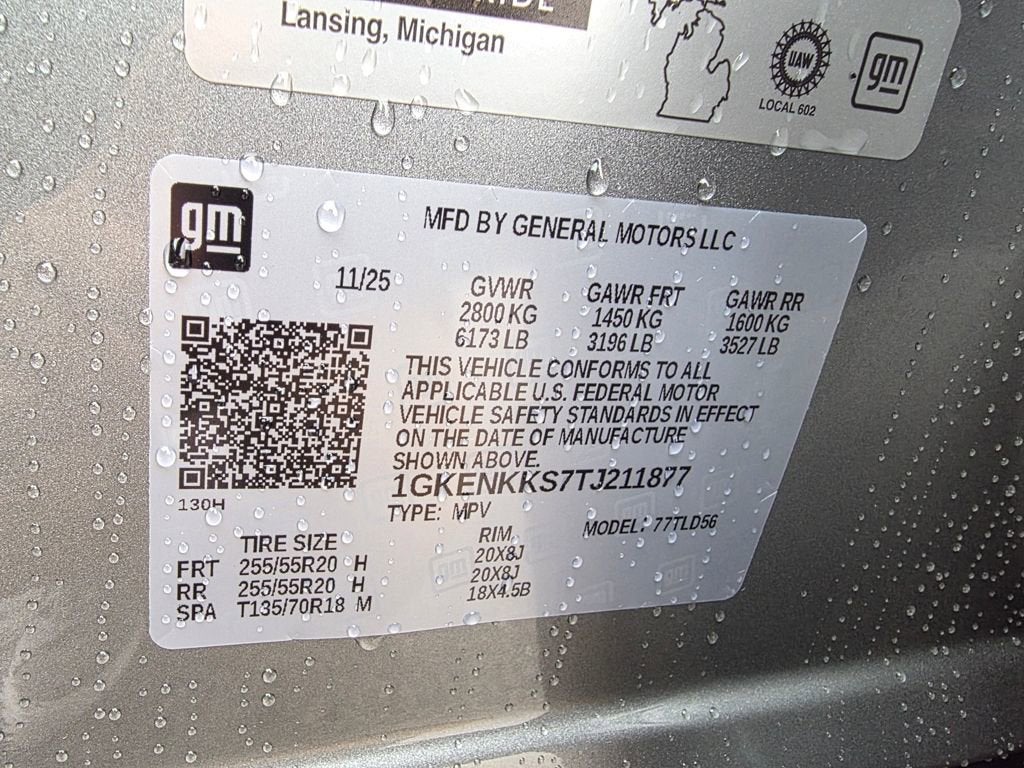 Lansing, Michigan
UAW
LOCAL 602
gm
gm
MFD BY GENERAL MOTORS LLC
11/25
GVWR GAWR FRT GAWR RR
2800 KG 1450 KG 1600 KG
6173 LB 3196 LB 3527 LB
THIS VEHICLE CONFORMS TO ALL
APPLICABLE U.S. FEDERAL MOTOR
VEHICLE SAFETY STANDARDS IN EFFECT
ON THE DATE OF MANUFACTURE
SHOWN ABOVE.
1GKENKKS7TJ211877
130H
TYPE: MPV MODEL: 77TLD56
TIRE SIZE RIM
FRT 255/55R20 H 20X8J
RR 255/55R20 H 20X8J
SPA T135/70R18 M 18X4.5B